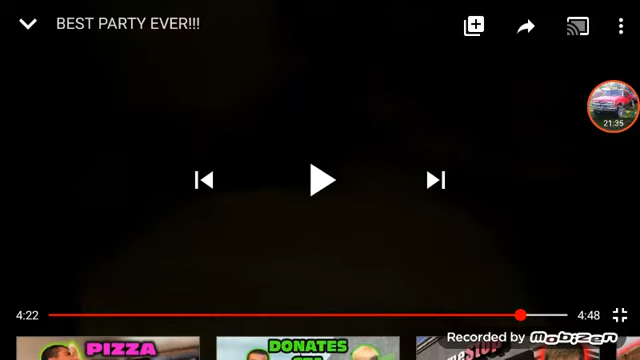 BEST PARTY EVER!!!
21:35
4:22
4:48
Recorded by Mobizen
PIZZA
DONATES